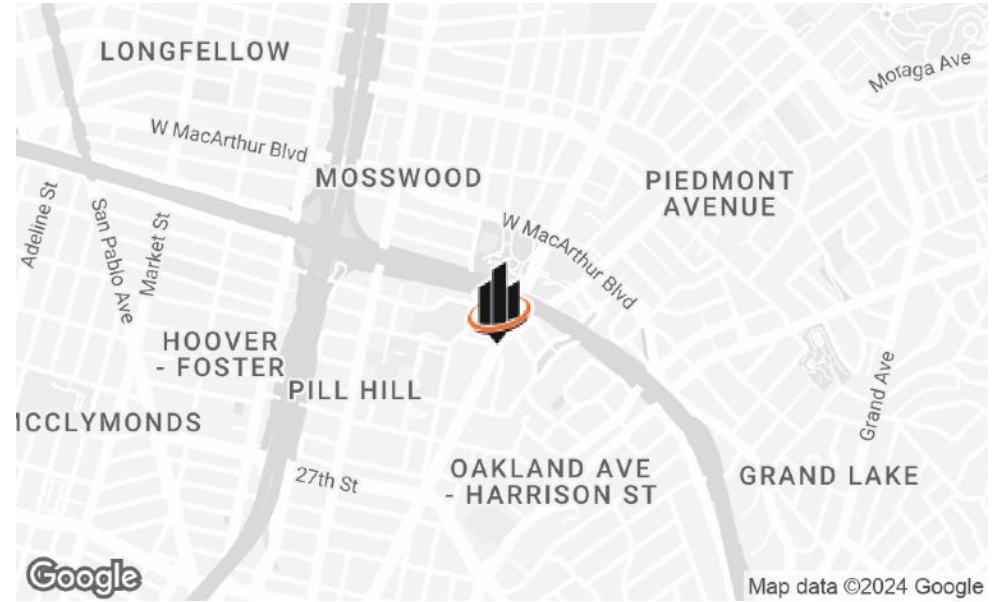 LONGFELLOW
Moraga Ave
W MacArthur Blvd
MOSSWOOD
PIEDMONT
AVENUE
Adeline St
San Pablo Ave
Market St
W MacArthur Blvd
HOOVER
- FOSTER
PILL HILL
Grand Ave
MCCLYMONDS
27th St
OAKLAND AVE
- HARRISON ST
GRAND LAKE
Google
Map data ©2024 Google